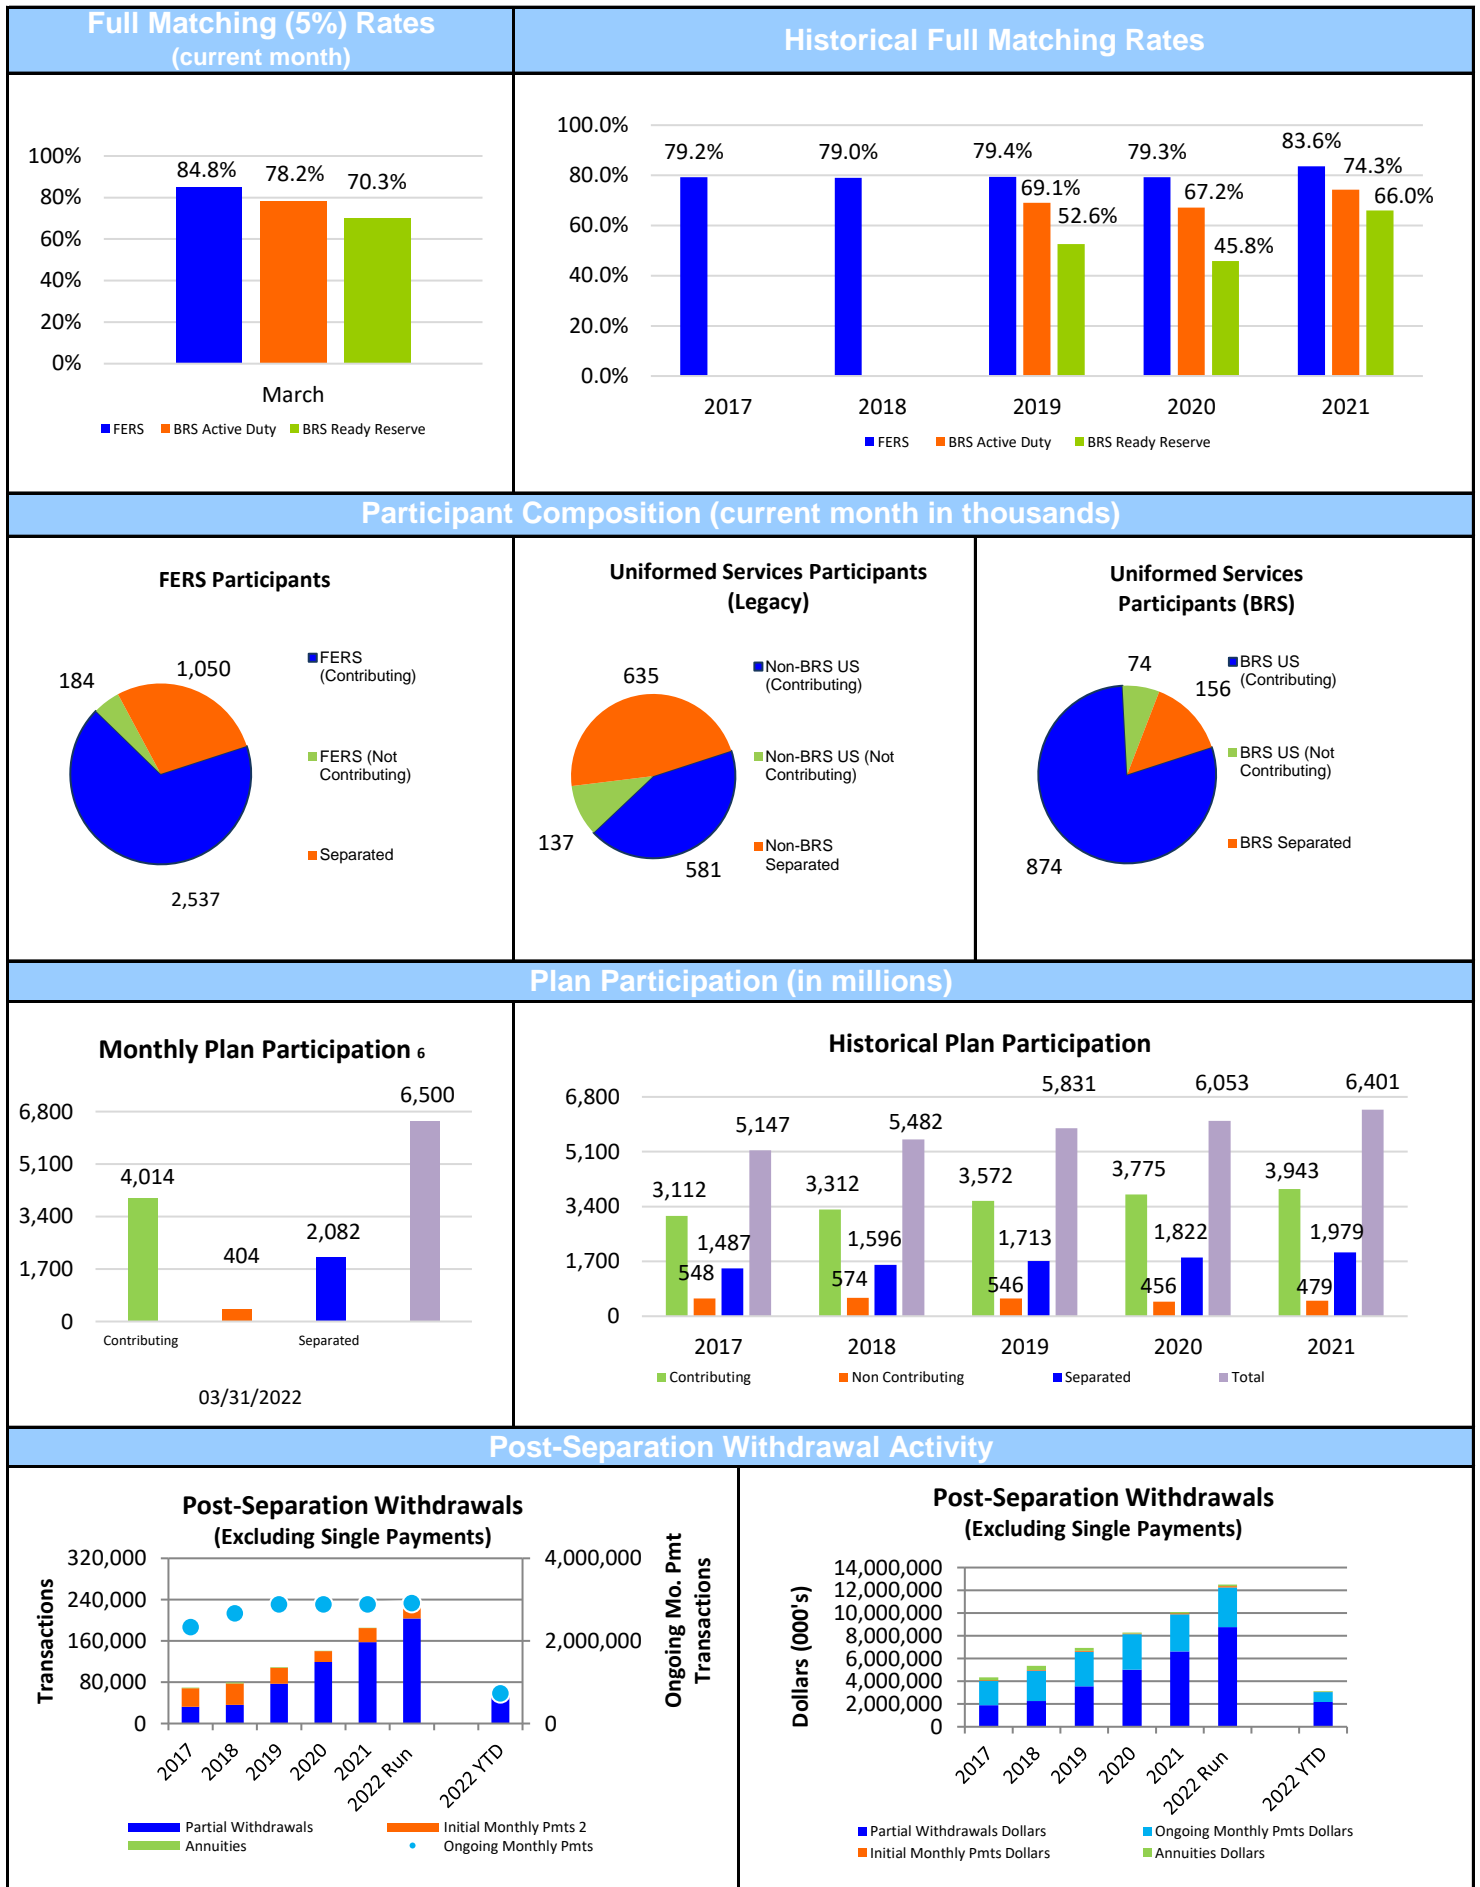 Full Matching (5%) Rates
(current month)
Historical Full Matching Rates
100%
80%
60%
40%
20%
0%
84.8%
78.2%
70.3%
March
FERS
BRS Active Duty
BRS Ready Reserve
100.0%
80.0%
60.0%
40.0%
20.0%
0.0%
79.2%
79.0%
79.4%
69.1%
52.6%
79.3%
67.2%
45.8%
83.6%
74.3%
66.0%
2017
2018
2019
2020
2021
FERS
BRS Active Duty
BRS Ready Reserve
Participant Composition (current month in thousands)
FERS Participants
184
1,050
2,537
FERS
(Contributing)
FERS (Not
Contributing)
Separated
Uniformed Services Participants
(Legacy)
635
137
581
Non-BRS US
(Contributing)
Non-BRS US (Not
Contributing)
Non-BRS
Separated
Uniformed Services
Participants (BRS)
74
156
874
BRS US
(Contributing)
BRS US (Not
Contributing)
BRS Separated
Plan Participation (in millions)
Monthly Plan Participation 6
6,800
5,100
3,400
1,700
0
4,014
404
2,082
6,500
Contributing
Separated
03/31/2022
Historical Plan Participation
6,800
5,100
3,400
1,700
0
3,112
548
1,487
5,147
3,312
574
1,596
5,482
3,572
546
1,713
5,831
3,775
456
1,822
6,053
3,943
479
1,979
6,401
2017
2018
2019
2020
2021
Contributing
Non Contributing
Separated
Total
Post-Separation Withdrawal Activity
Post-Separation Withdrawals
(Excluding Single Payments)
Transactions
320,000
240,000
160,000
80,000
0
4,000,000
2,000,000
0
Ongoing Mo. Pmt
Transactions
2017
2018
2019
2020
2021
2022 Run
2022 YTD
Partial Withdrawals
Initial Monthly Pmts 2
Annuities
Ongoing Monthly Pmts
Post-Separation Withdrawals
(Excluding Single Payments)
Dollars (000's)
14,000,000
12,000,000
10,000,000
8,000,000
6,000,000
4,000,000
2,000,000
0
2017
2018
2019
2020
2021
2022 Run
2022 YTD
Partial Withdrawals Dollars
Ongoing Monthly Pmts Dollars
Initial Monthly Pmts Dollars
Annuities Dollars